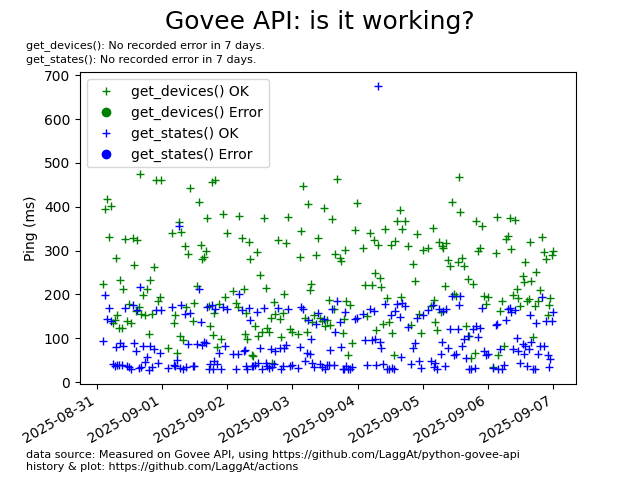 Govee API: is it working?
get_devices(): No recorded error in 7 days.
get_states(): No recorded error in 7 days.
700
600
500
400
300
200
100
0
Ping (ms)
get_devices() OK
get_devices() Error
get_states() OK
get_states() Error
2025-08-31
2025-09-01
2025-09-02
2025-09-03
2025-09-04
2025-09-05
2025-09-06
2025-09-07
data source: Measured on Govee API, using https://github.com/LaggAt/python-govee-api
history & plot: https://github.com/LaggAt/actions